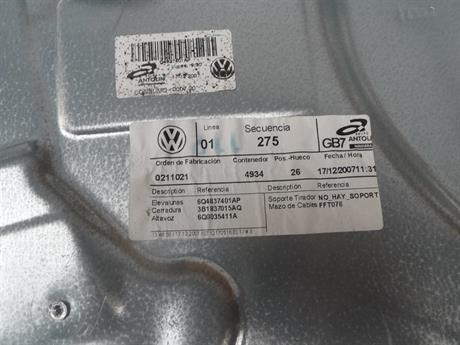 ANTOLIN
Linea
Secuencia
01
275
GB7
ANTOLIN
Orden de Fabricación
Contenedor
Pos.-Hueco
Fecha / Hora
0211021
4934
26
17/12/200711:31
Descripción
Referencia
Descripción
Referencia
Elevalunes
6Q4837401AP
Cerradura
3B1837015AQ
Altavoz
6Q0035411A
Soporte Tirador
NO_HAY_SOPORT
Mazo de Cables
FFT076